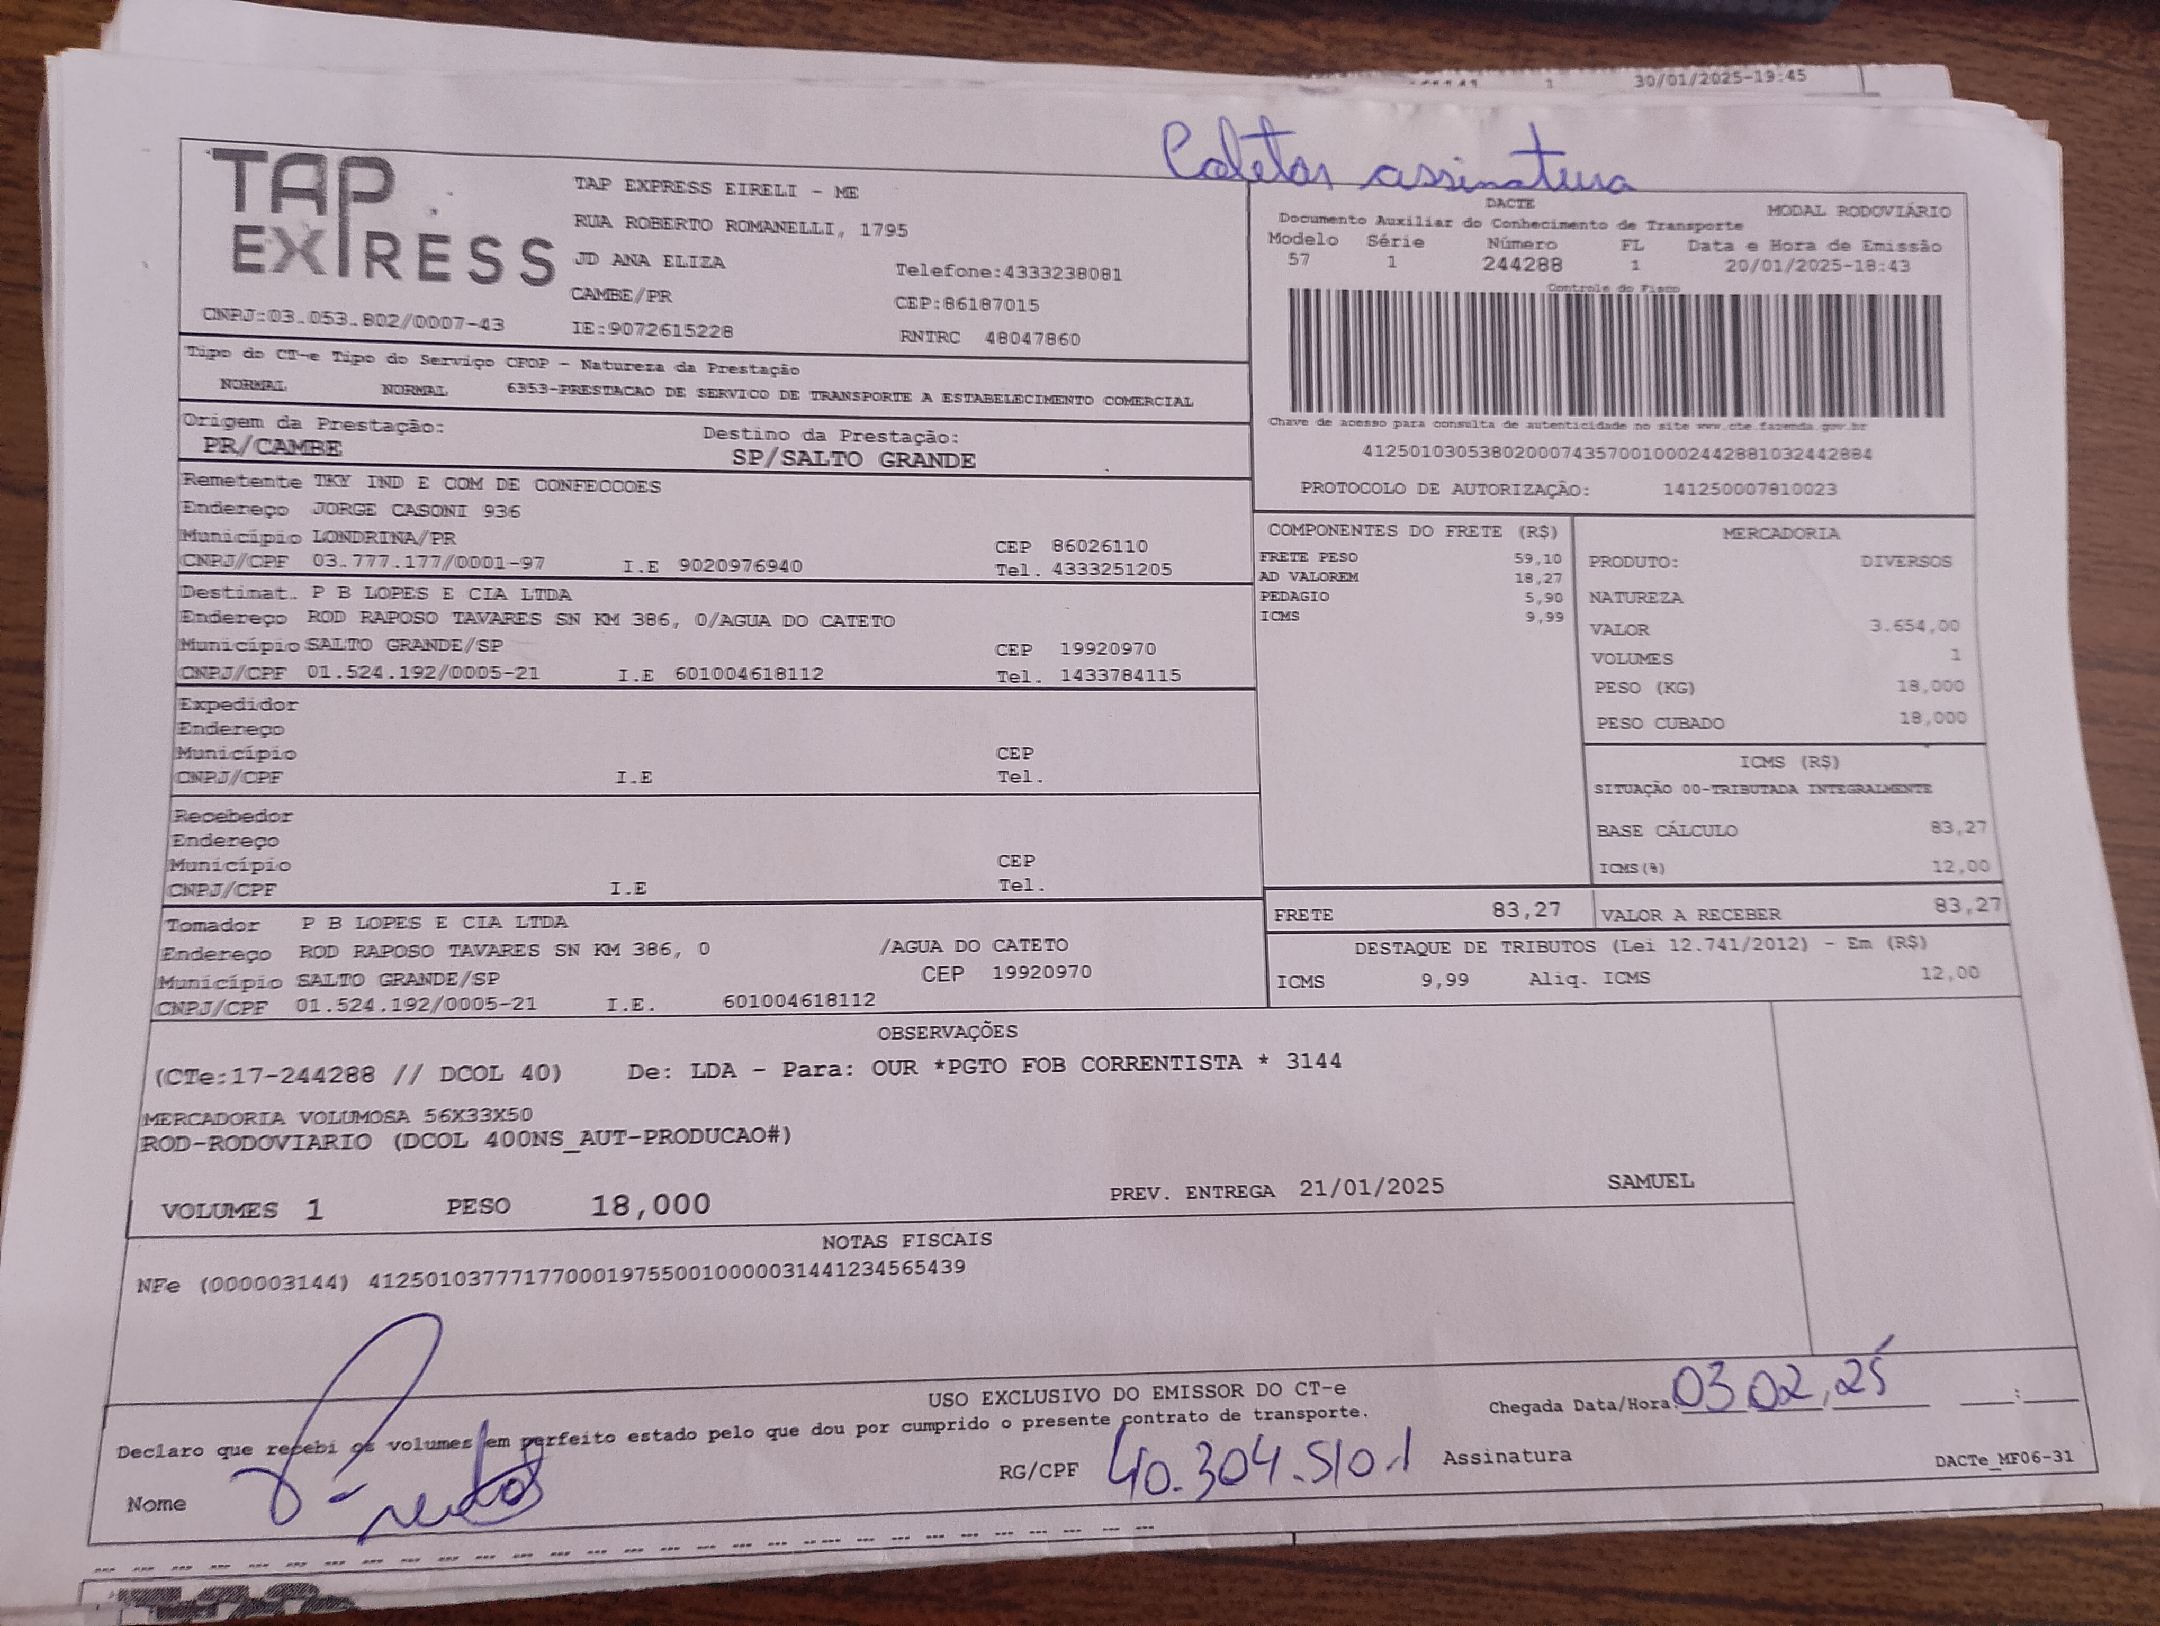 30/01/2025-19:45
Coletar assinatura
TAP EXPRESS
TAP EXPRESS EIRELI - ME
RUA ROBERTO ROMANELLI, 1795
JD ANA ELIZA
Telefone:4333238081
CAMBE/PR
CEP:86187015
CNPJ:03.053.802/0007-43
IE:9072615228
RNTRC 48047860
DACTE
MODAL RODOVIÁRIO
Documento Auxiliar do Conhecimento de Transporte
Modelo Série Número FL Data e Hora de Emissão
57 1 244288 1 20/01/2025-18:43
Controle do Fisco
Chave de acesso para consulta de autenticidade no site www.cte.fazenda.gov.br
41250103053802000743570010002442881032442884
PROTOCOLO DE AUTORIZAÇÃO: 141250007810023
Tipo do CT-e Tipo do Serviço CFOP - Natureza da Prestação
NORMAL NORMAL 6353-PRESTACAO DE SERVICO DE TRANSPORTE A ESTABELECIMENTO COMERCIAL
Origem da Prestação: Destino da Prestação:
PR/CAMBE SP/SALTO GRANDE
Remetente TKY IND E COM DE CONFECCOES
Endereço JORGE CASONI 936
Município LONDRINA/PR CEP 86026110
CNPJ/CPF 03.777.177/0001-97 I.E 9020976940 Tel. 4333251205
Destinat. P B LOPES E CIA LTDA
Endereço ROD RAPOSO TAVARES SN KM 386, 0/AGUA DO CATETO
Município SALTO GRANDE/SP CEP 19920970
CNPJ/CPF 01.524.192/0005-21 I.E 601004618112 Tel. 1433784115
Expedidor
Endereço
Município CEP
CNPJ/CPF I.E Tel.
Recebedor
Endereço
Município CEP
CNPJ/CPF I.E Tel.
Tomador P B LOPES E CIA LTDA
Endereço ROD RAPOSO TAVARES SN KM 386, 0 /AGUA DO CATETO
Município SALTO GRANDE/SP CEP 19920970
CNPJ/CPF 01.524.192/0005-21 I.E. 601004618112
COMPONENTES DO FRETE (R$)
FRETE PESO 59,10
AD VALOREM 18,27
PEDAGIO 5,90
ICMS 9,99
MERCADORIA
PRODUTO: DIVERSOS
NATUREZA
VALOR 3.654,00
VOLUMES 1
PESO (KG) 18,000
PESO CUBADO 18,000
ICMS (R$)
SITUAÇÃO 00-TRIBUTADA INTEGRALMENTE
BASE CÁLCULO 83,27
ICMS(%) 12,00
FRETE 83,27 VALOR A RECEBER 83,27
DESTAQUE DE TRIBUTOS (Lei 12.741/2012) - Em (R$)
ICMS 9,99 Aliq. ICMS 12,00
OBSERVAÇÕES
(CTe:17-244288 // DCOL 40) De: LDA - Para: OUR *PGTO FOB CORRENTISTA * 3144
MERCADORIA VOLUMOSA 56X33X50
ROD-RODOVIARIO (DCOL 400NS_AUT-PRODUCAO#)
VOLUMES 1 PESO 18,000 PREV. ENTREGA 21/01/2025 SAMUEL
NOTAS FISCAIS
NFe (000003144) 41250103777177000197550010000031441234565439
USO EXCLUSIVO DO EMISSOR DO CT-e
Declaro que recebi os volumes em perfeito estado pelo que dou por cumprido o presente contrato de transporte.
Chegada Data/Hora: 03 02, 25 :
Nome RG/CPF 40.304.510.1 Assinatura
DACTe_MF06-31